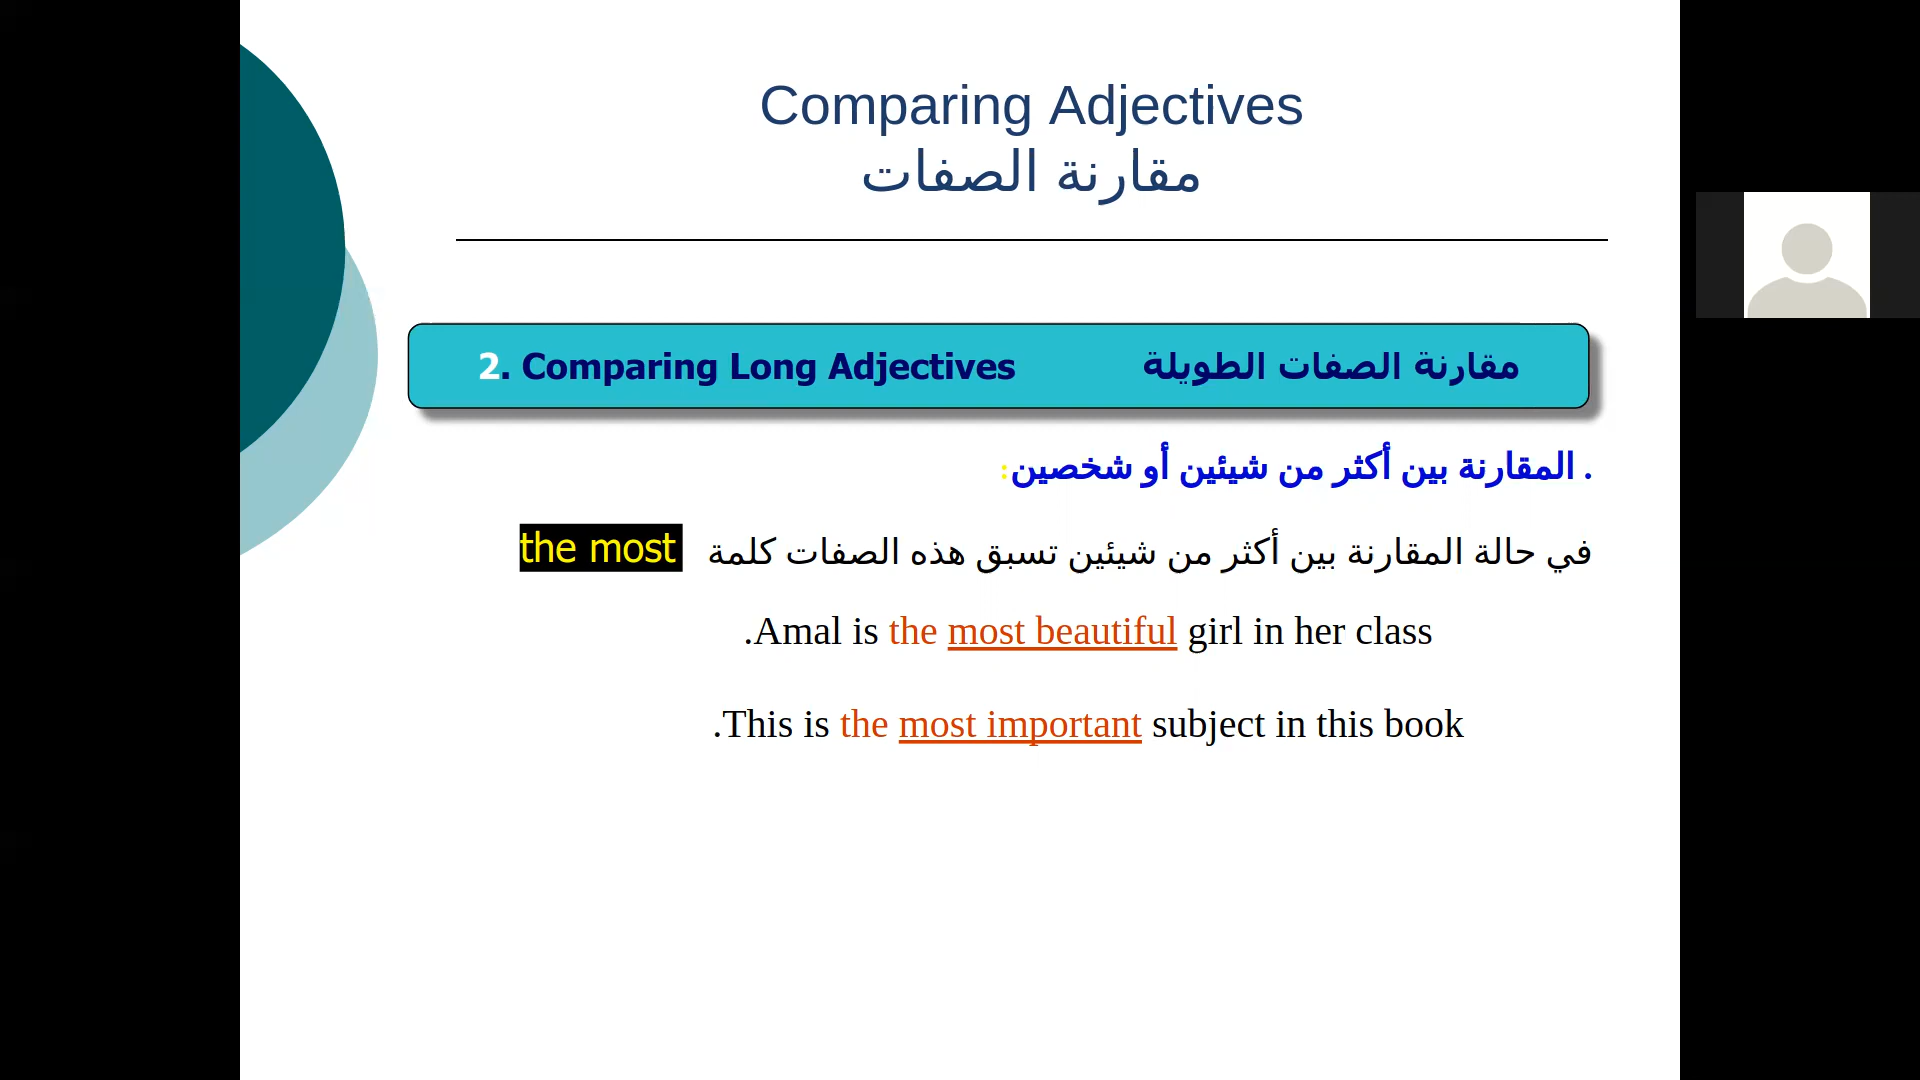 Comparing Adjectives
مقارنة الصفات
2. Comparing Long Adjectives مقارنة الصفات الطويلة
. المقارنة بين أكثر من شيئين أو شخصين:
في حالة المقارنة بين أكثر من شيئين تسبق هذه الصفات كلمة the most
.Amal is the most beautiful girl in her class
.This is the most important subject in this book